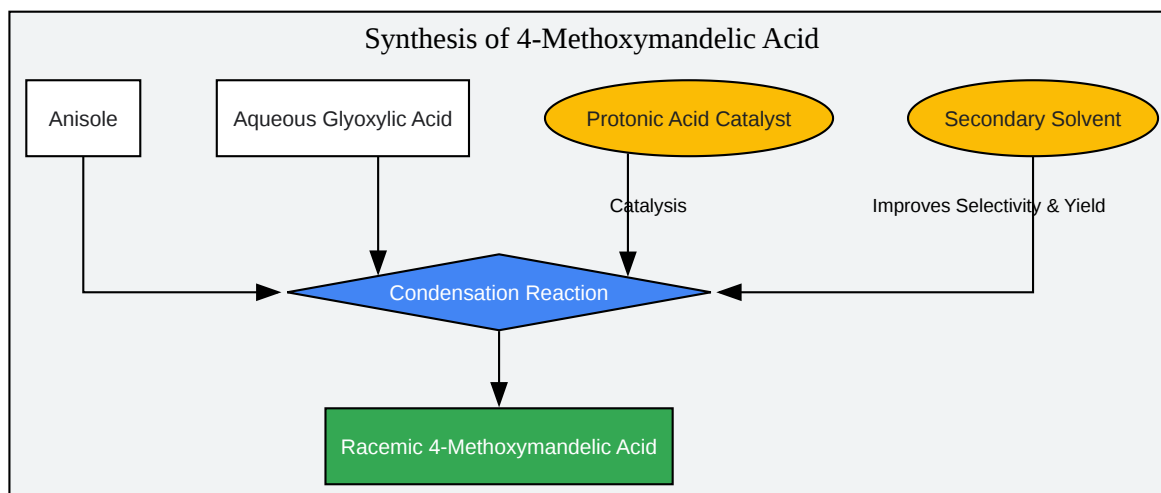 Synthesis of 4-Methoxymandelic Acid
Anisole
Aqueous Glyoxylic Acid
Protonic Acid Catalyst
Secondary Solvent
Catalysis
Improves Selectivity & Yield
Condensation Reaction
Racemic 4-Methoxymandelic Acid